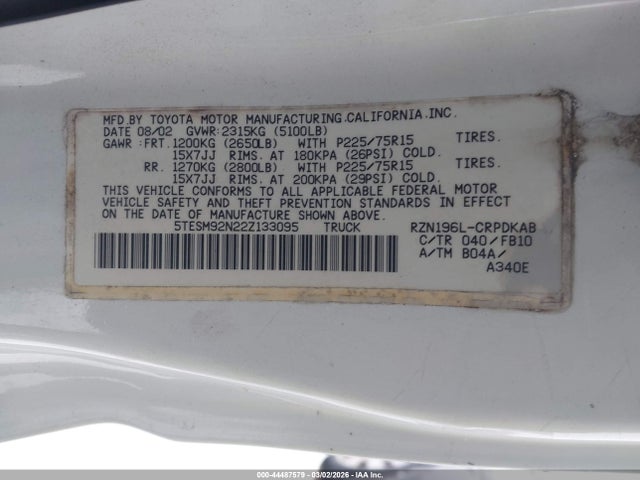 MFD.BY TOYOTA MOTOR MANUFACTURING.CALIFORNIA.INC.
DATE 08/02 GVWR:2315KG (5100LB)
GAWR :FRT.1200KG (2650LB) WITH P225/75R15 TIRES.
15X7JJ RIMS. AT 180KPA (26PSI) COLD.
RR. 1270KG (2800LB) WITH P225/75R15 TIRES.
15X7JJ RIMS. AT 200KPA (29PSI) COLD.
THIS VEHICLE CONFORMS TO ALL APPLICABLE FEDERAL MOTOR
VEHICLE SAFETY AND THEFT PREVENTION STANDARDS IN EFFECT
ON THE DATE OF MANUFACTURE SHOWN ABOVE.
5TESM92N22Z133095 TRUCK RZN196L-CRPDKAB
C/TR 040/FB10
A/TM B04A/
A340E
000-44487579 — 03/02/2026 — COPYRIGHT IAA, LLC